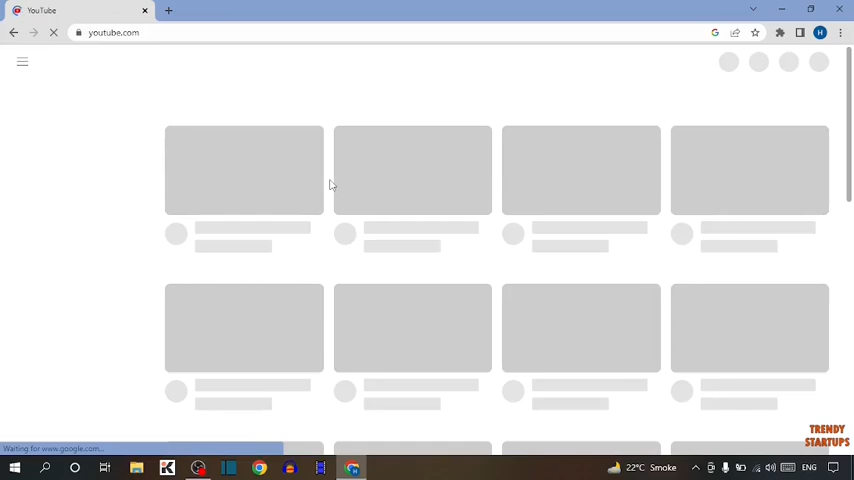 YouTube
youtube.com
H
TRENDY
STARTUPS
Waiting for www.google.com...
K
H
22°C Smoke
ENG